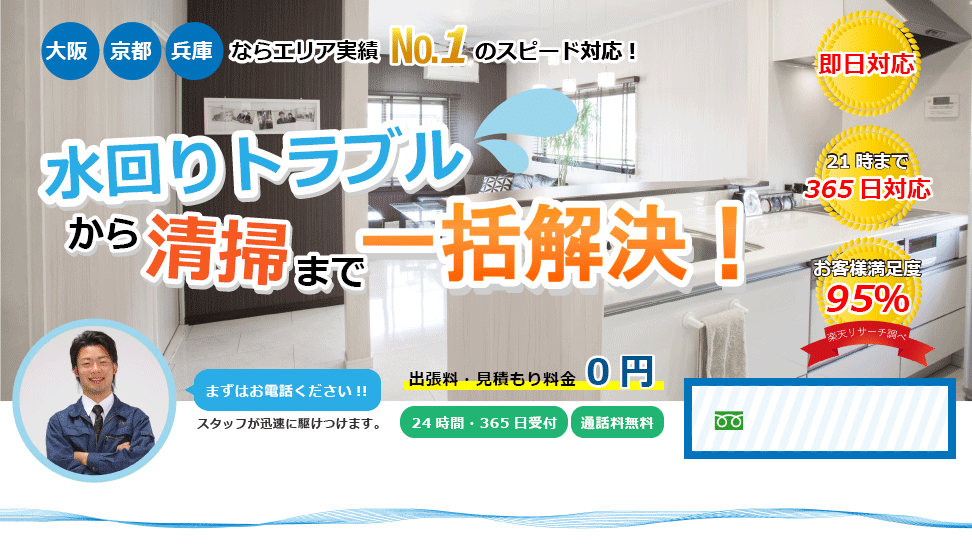 大阪 京都 兵庫 ならエリア実績 No.1 のスピード対応！
即日対応
水回りトラブル
21時まで
365日対応
から清掃まで一括解決！
お客様満足度
95%
楽天リサーチ調べ
まずはお電話ください!!
スタッフが迅速に駆けつけます。
出張料・見積もり料金 0円
24時間・365日受付 通話料無料